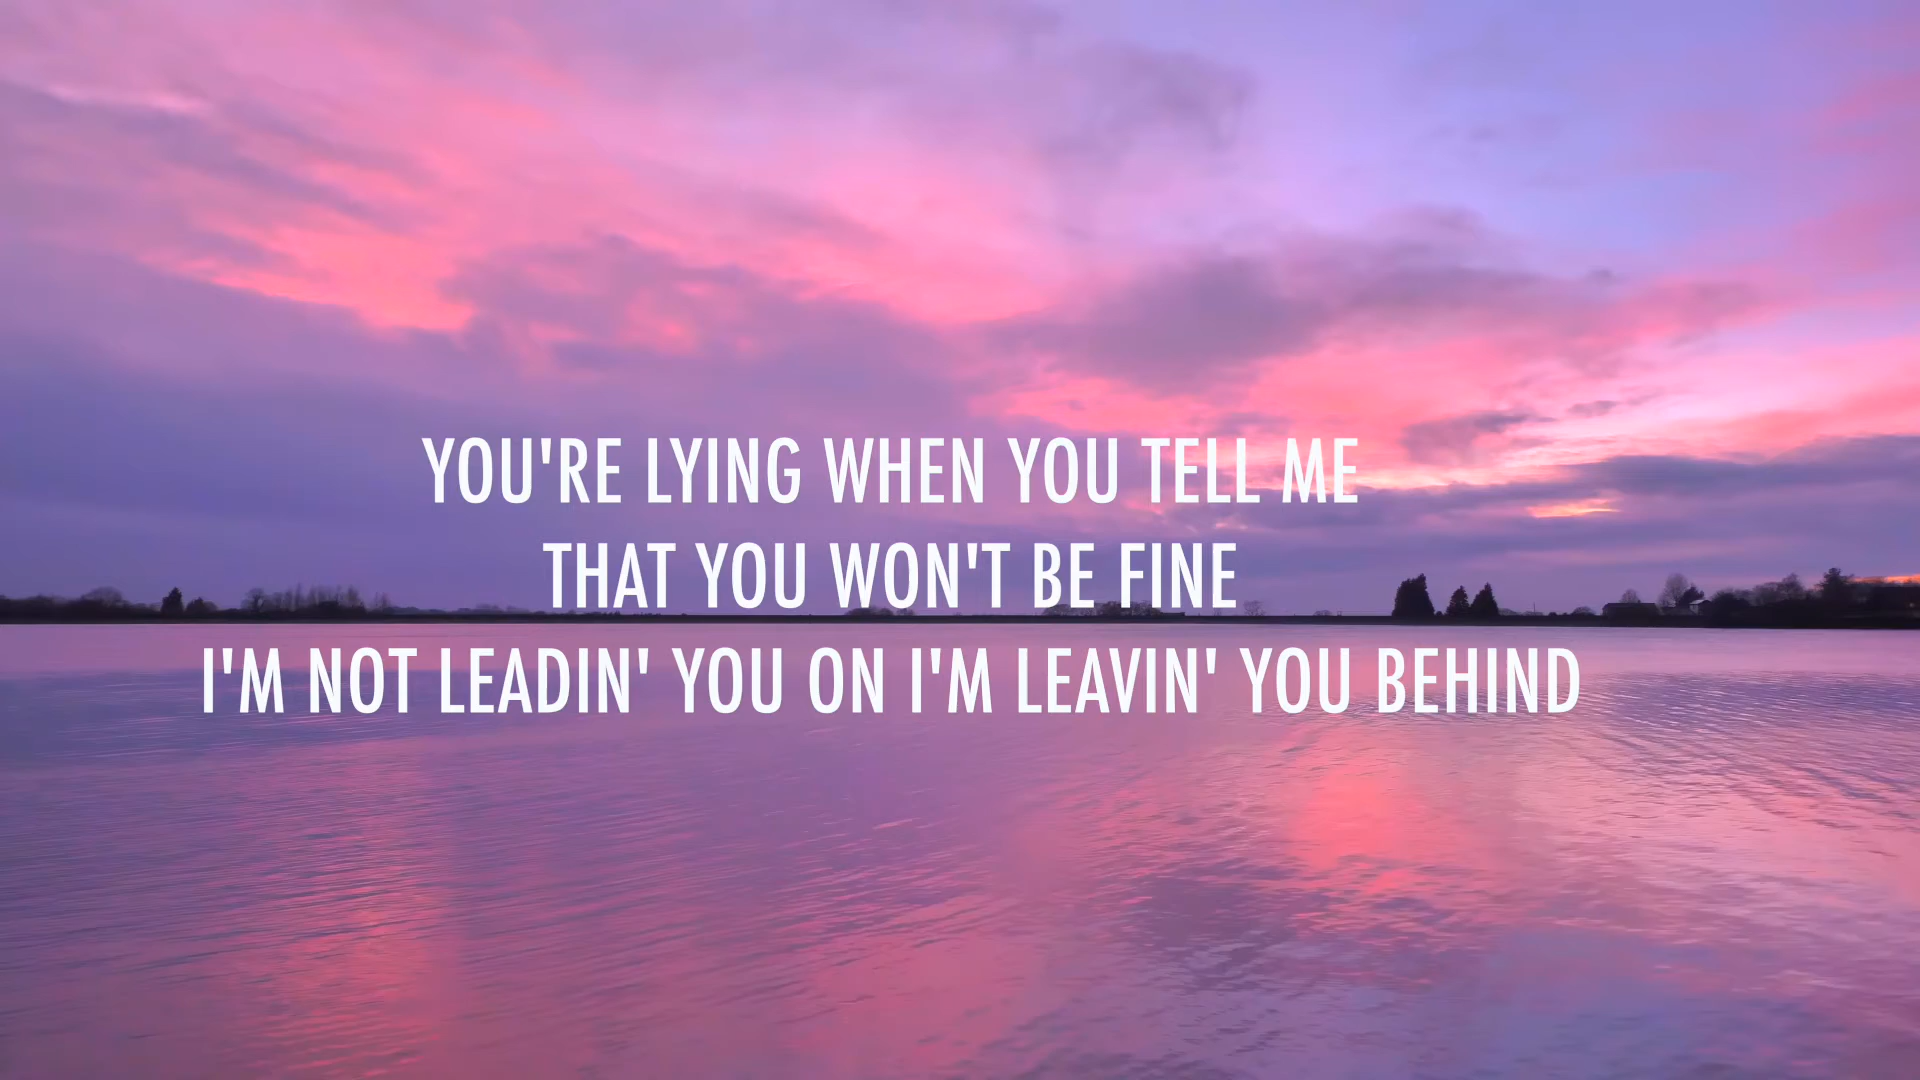 YOU'RE LYING WHEN YOU TELL ME
THAT YOU WON'T BE FINE
I'M NOT LEADIN' YOU ON I'M LEAVIN' YOU BEHIND